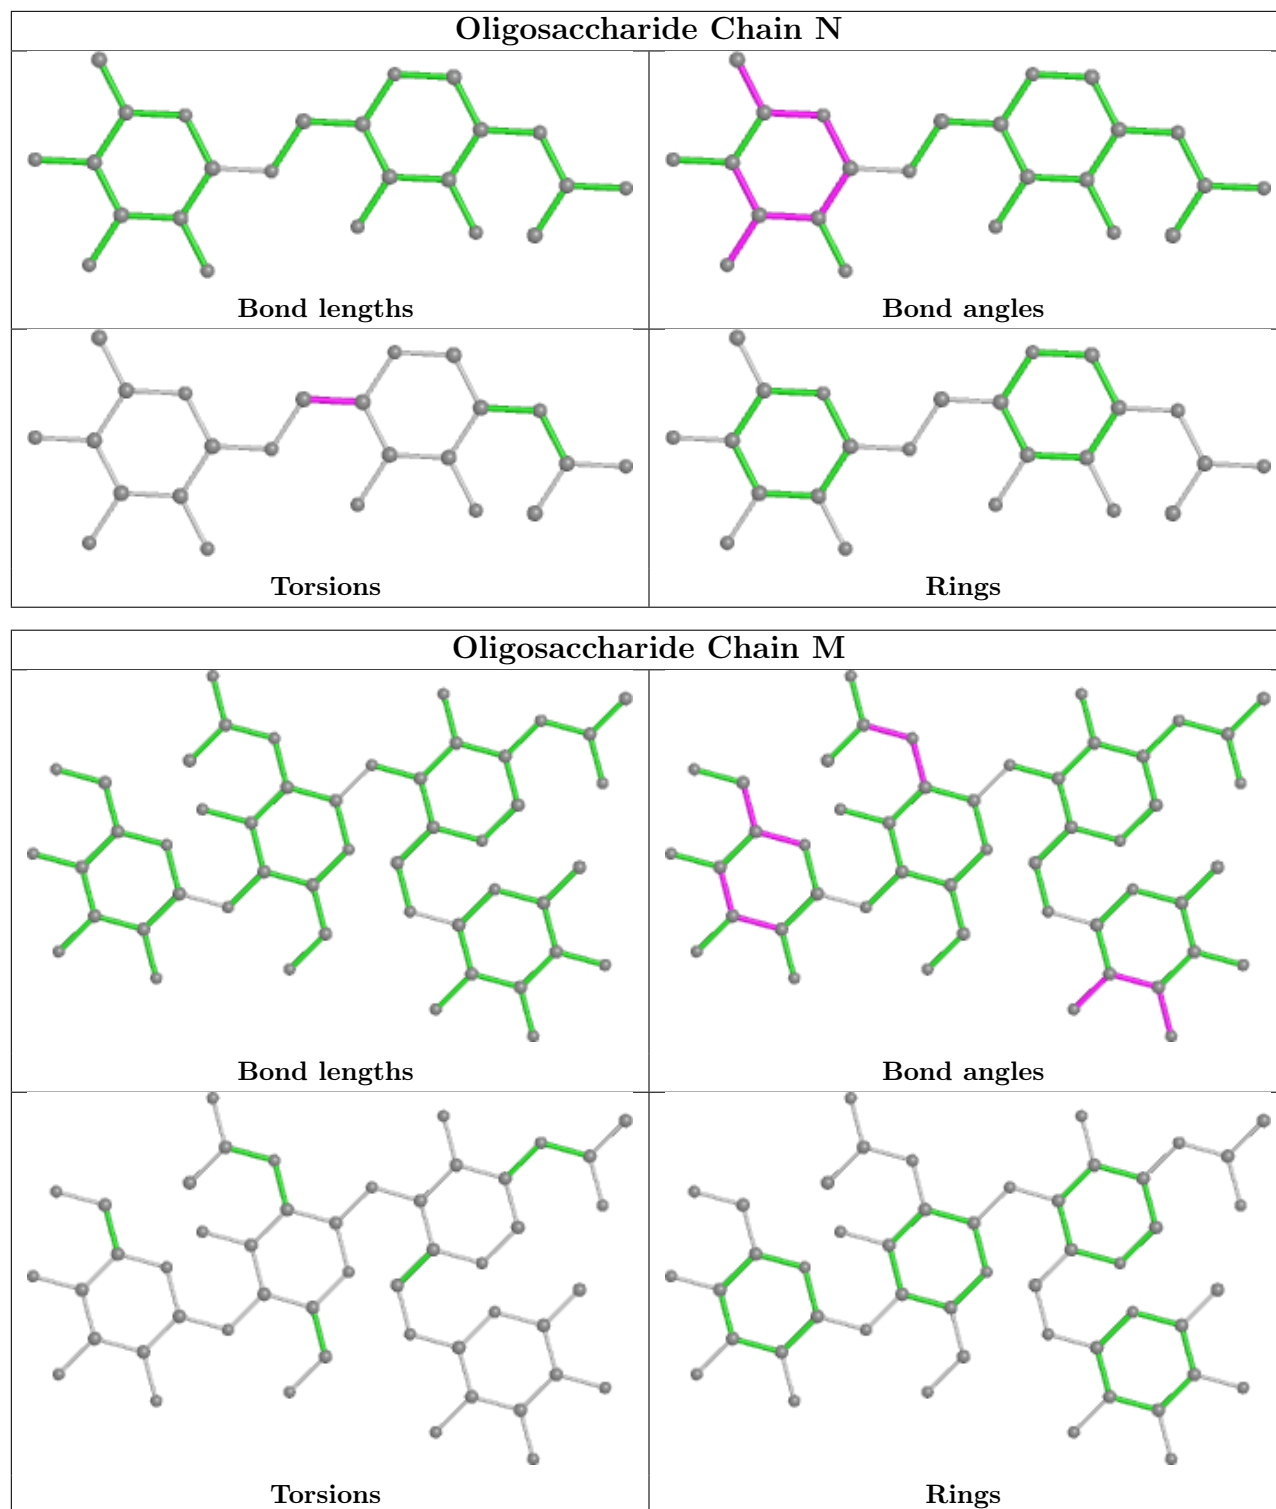 Oligosaccharide Chain N
Bond lengths
Bond angles
Torsions
Rings
Oligosaccharide Chain M
Bond lengths
Bond angles
Torsions
Rings